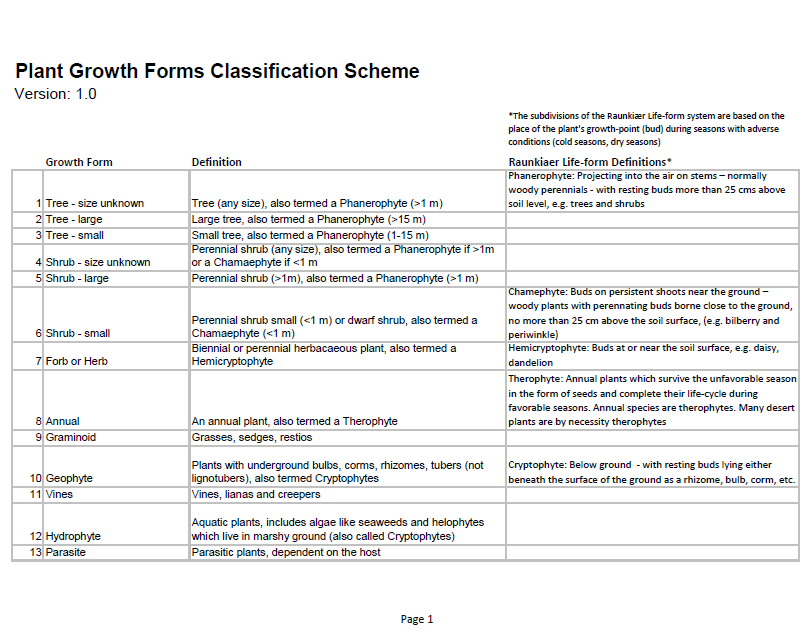 Plant Growth Forms Classification Scheme
Version: 1.0
*The subdivisions of the Raunkiær Life-form system are based on the
place of the plant's growth-point (bud) during seasons with adverse
conditions (cold seasons, dry seasons)
Growth Form Definition Raunkiaer Life-form Definitions*
1 Tree - size unknown
Tree (any size), also termed a Phanerophyte (>1 m)
Phanerophyte: Projecting into the air on stems – normally
woody perennials - with resting buds more than 25 cms above
soil level, e.g. trees and shrubs
2 Tree - large
Large tree, also termed a Phanerophyte (>15 m)
3 Tree - small
Small tree, also termed a Phanerophyte (1-15 m)
4 Shrub - size unknown
Perennial shrub (any size), also termed a Phanerophyte if >1m
or a Chamaephyte if <1 m
5 Shrub - large
Perennial shrub (>1m), also termed a Phanerophyte (>1 m)
6 Shrub - small
Perennial shrub small (<1 m) or dwarf shrub, also termed a
Chamaephyte (<1 m)
Chamephyte: Buds on persistent shoots near the ground –
woody plants with perennating buds borne close to the ground,
no more than 25 cm above the soil surface, (e.g. bilberry and
periwinkle)
7 Forb or Herb
Biennial or perennial herbacaeous plant, also termed a
Hemicryptophyte
Hemicryptophyte: Buds at or near the soil surface, e.g. daisy,
dandelion
8 Annual
An annual plant, also termed a Therophyte
Therophyte: Annual plants which survive the unfavorable season
in the form of seeds and complete their life-cycle during
favorable seasons. Annual species are therophytes. Many desert
plants are by necessity therophytes
9 Graminoid
Grasses, sedges, restios
10 Geophyte
Plants with underground bulbs, corms, rhizomes, tubers (not
lignotubers), also termed Cryptophytes
Cryptophyte: Below ground - with resting buds lying either
beneath the surface of the ground as a rhizome, bulb, corm, etc.
11 Vines
Vines, lianas and creepers
12 Hydrophyte
Aquatic plants, includes algae like seaweeds and helophytes
which live in marshy ground (also called Cryptophytes)
13 Parasite
Parasitic plants, dependent on the host
Page 1